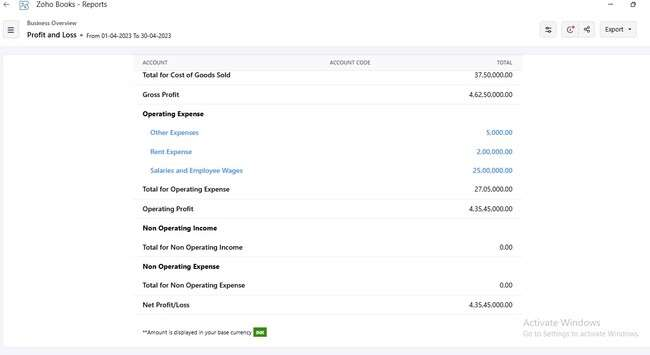 Zoho Books - Reports
Business Overview
Profit and Loss • From 01-04-2023 To 30-04-2023
Export
ACCOUNT ACCOUNT CODE TOTAL
Total for Cost of Goods Sold 37,50,000.00
Gross Profit 4,62,50,000.00
Operating Expense
Other Expenses 5,000.00
Rent Expense 2,00,000.00
Salaries and Employee Wages 25,00,000.00
Total for Operating Expense 27,05,000.00
Operating Profit 4,35,45,000.00
Non Operating Income
Total for Non Operating Income 0.00
Non Operating Expense
Total for Non Operating Expense 0.00
Net Profit/Loss 4,35,45,000.00
**Amount is displayed in your base currency INR
Activate Windows
Go to Settings to activate Windows.